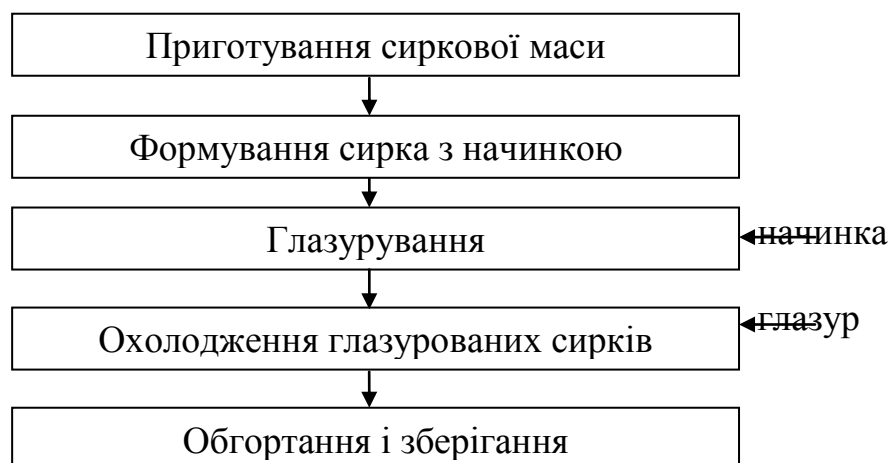 Приготування сиркової маси
Формування сирка з начинкою
Глазурування
начинка
Охолодження глазурованих сирків
глазур
Обгортання і зберігання